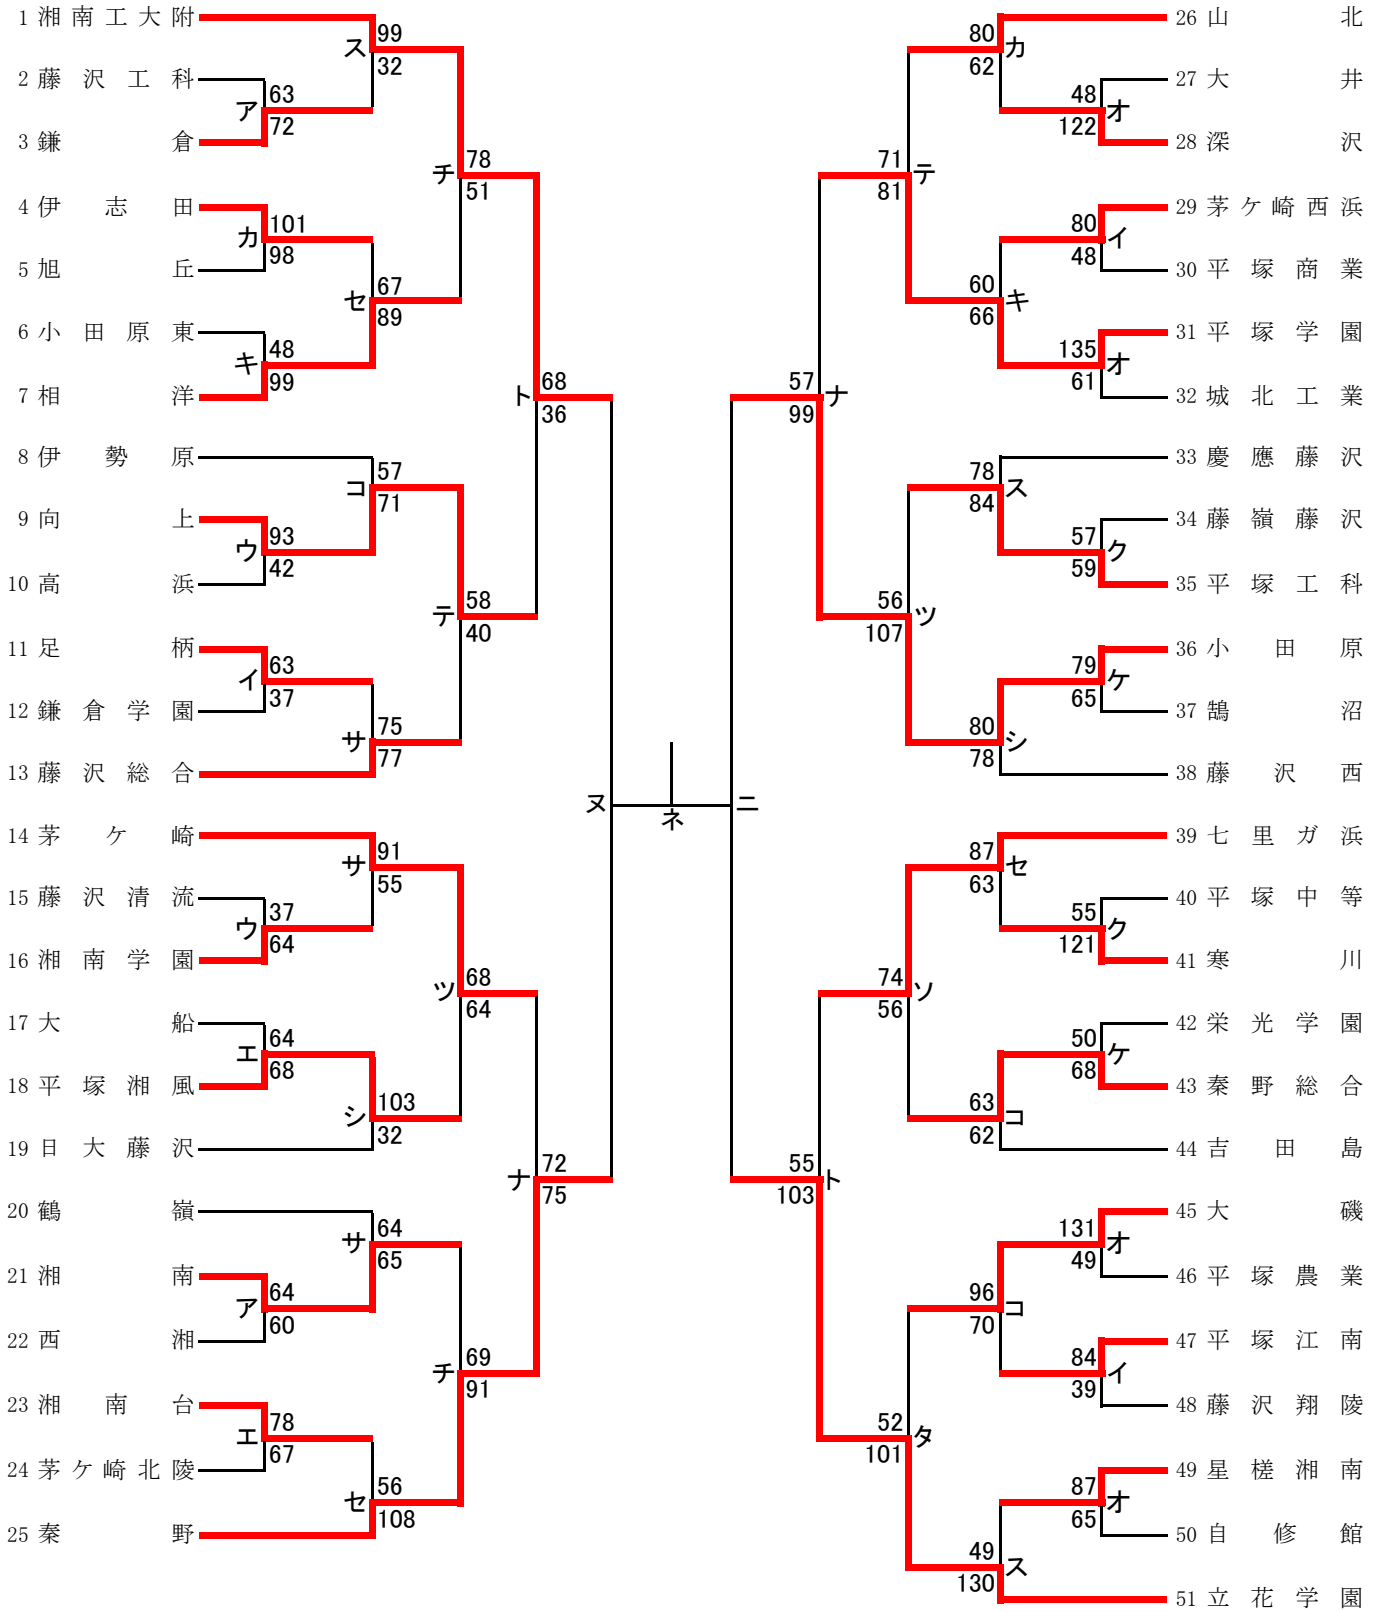 1 湘南工大附
2 藤沢工科
3 鎌倉
4 伊志田
5 旭丘
6 小田原東
7 相洋
8 伊勢原
9 向上
10 高浜
11 足柄
12 鎌倉学園
13 藤沢総合
14 茅ケ崎
15 藤沢清流
16 湘南学園
17 大船
18 平塚湘風
19 日大藤沢
20 鶴嶺
21 湘南
22 西湘
23 湘南台
24 茅ケ崎北陵
25 秦野
ア 63
72
カ 101
98
キ 48
99
ウ 93
42
イ 63
37
ウ 37
64
エ 64
68
ア 64
60
エ 78
67
ス 99
32
セ 67
89
コ 57
71
サ 75
77
サ 91
55
シ 103
32
サ 64
65
セ 56
108
チ 78
51
テ 58
40
ツ 68
64
チ 69
91
ト 68
36
ナ 72
75
ヌ
ネ
ニ
57 ナ
99
55 ト
103
71 テ
81
56 ツ
107
74 ソ
56
52 タ
101
80 カ
62
60 キ
66
78 ス
84
80 シ
78
87 セ
63
63 コ
62
96 コ
70
49 ス
130
48 オ
122
80 イ
48
135 オ
61
57 ク
59
79 ケ
65
55 ク
121
50 ケ
68
131 オ
49
84 イ
39
87 オ
65
26 山北
27 大井
28 深沢
29 茅ケ崎西浜
30 平塚商業
31 平塚学園
32 城北工業
33 慶應藤沢
34 藤嶺藤沢
35 平塚工科
36 小田原
37 鵠沼
38 藤沢西
39 七里ガ浜
40 平塚中等
41 寒川
42 栄光学園
43 秦野総合
44 吉田島
45 大磯
46 平塚農業
47 平塚江南
48 藤沢翔陵
49 星槎湘南
50 自修館
51 立花学園